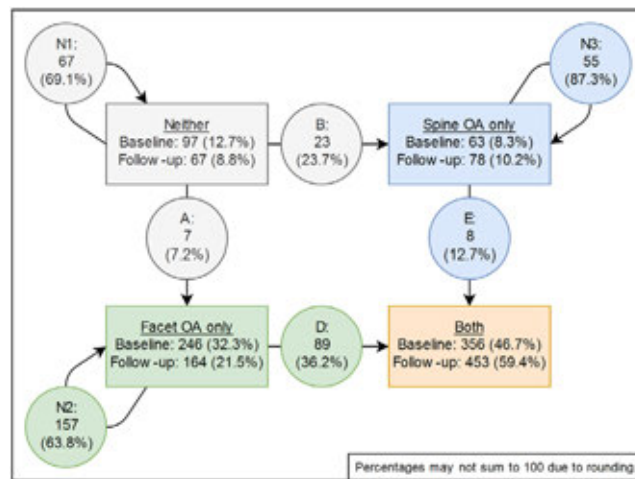 N1:
67
(69.1%)
N3:
55
(87.3%)
Neither
Baseline: 97 (12.7%)
Follow -up: 67 (8.8%)
B:
23
(23.7%)
Spine OA only
Baseline: 63 (8.3%)
Follow -up: 78 (10.2%)
A:
7
(7.2%)
E:
8
(12.7%)
Facet OA only
Baseline: 246 (32.3%)
Follow -up: 164 (21.5%)
D:
89
(36.2%)
Both
Baseline: 356 (46.7%)
Follow -up: 453 (59.4%)
N2:
157
(63.8%)
Percentages may not sum to 100 due to rounding